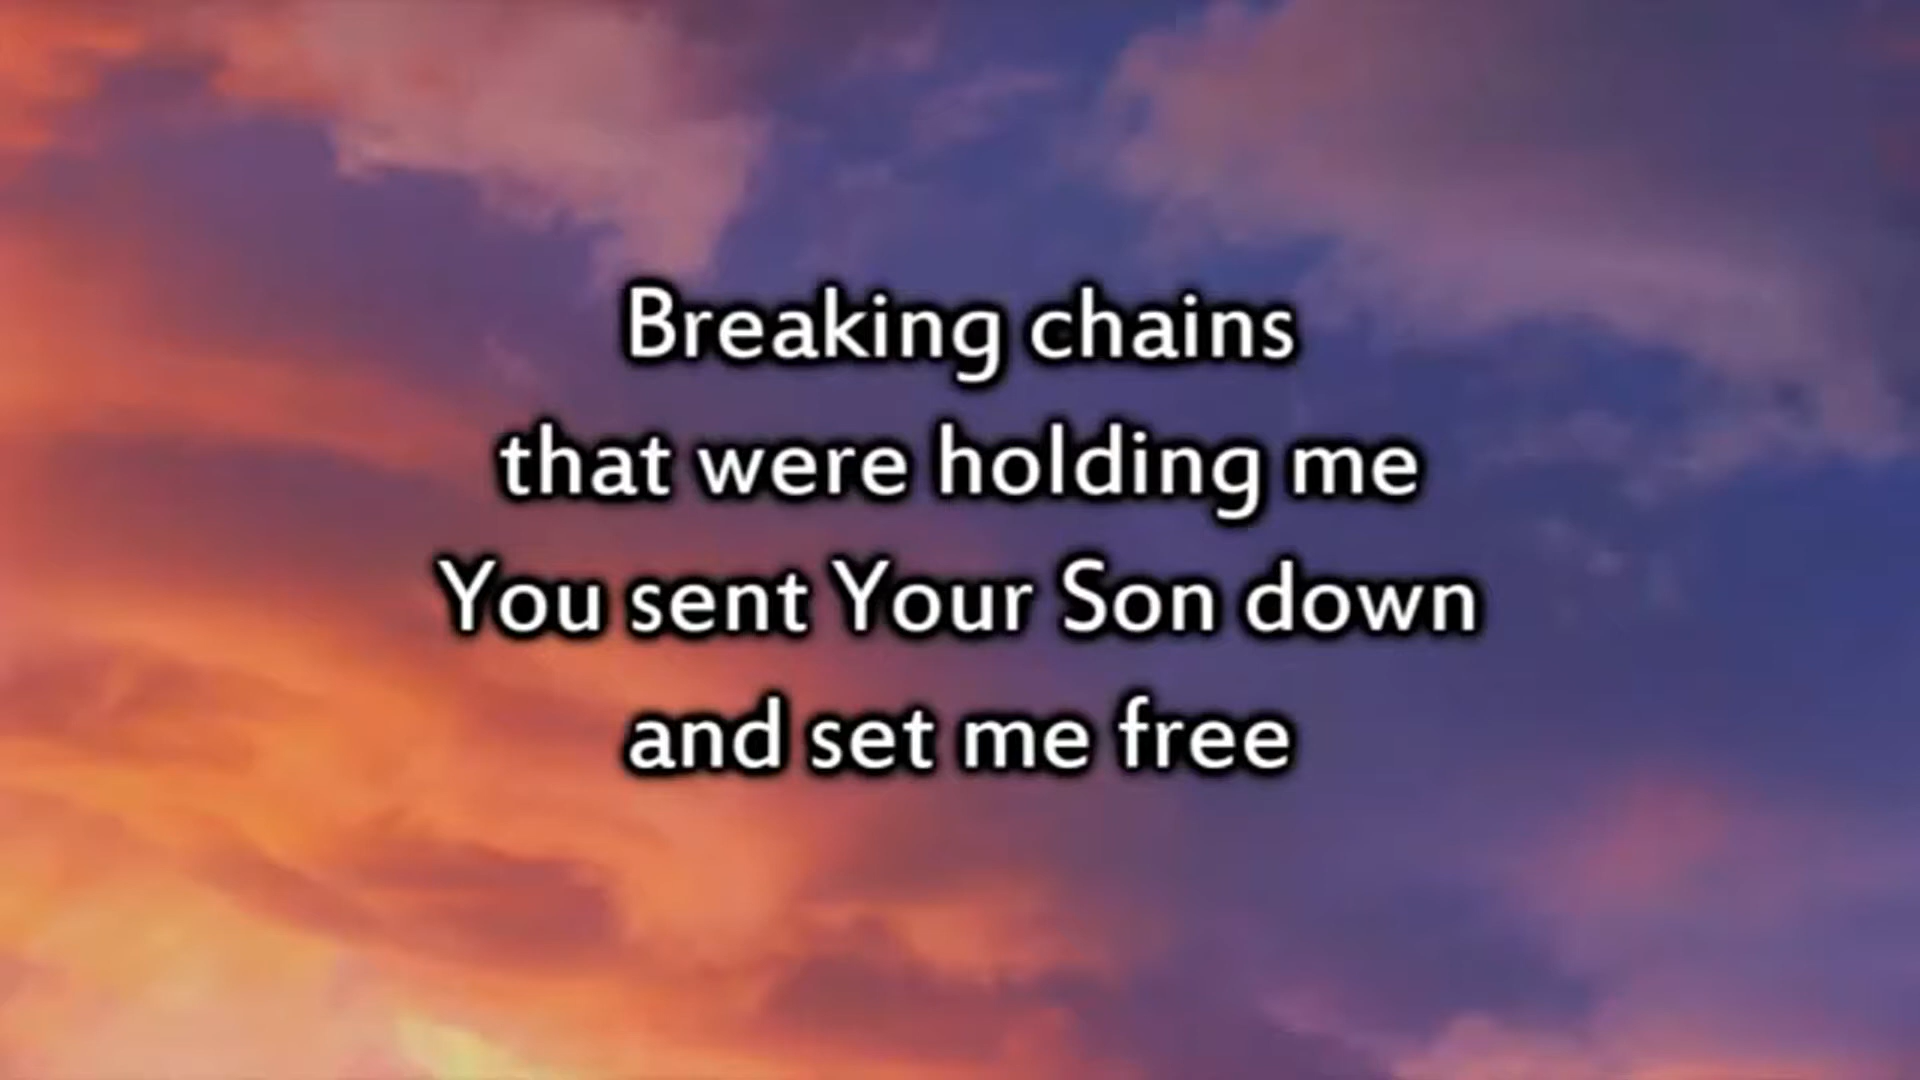 Breaking chains
that were holding me
You sent Your Son down
and set me free